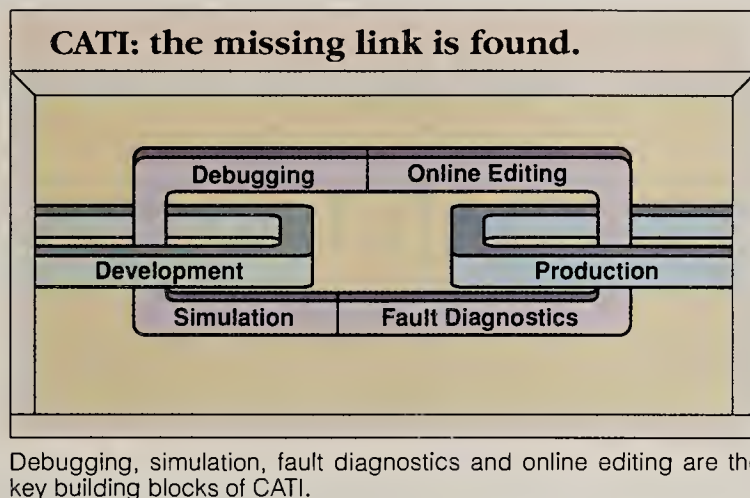 CATI: the missing link is found.
Debugging
Online Editing
Development
Production
Simulation
Fault Diagnostics
Debugging, simulation, fault diagnostics and online editing are the
key building blocks of CATI.